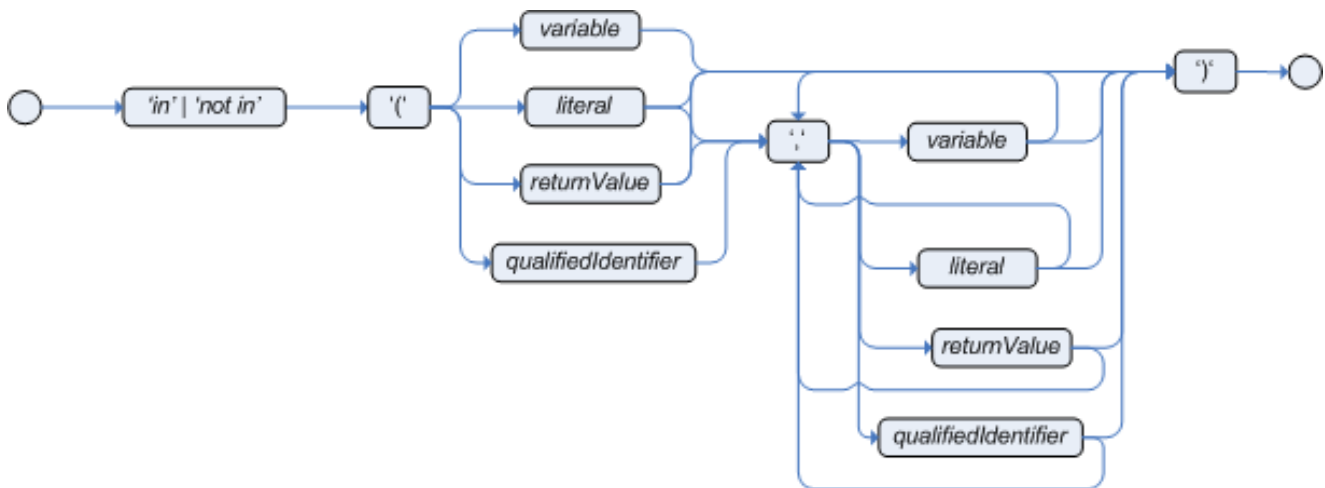 variable
'in' | 'not in'
'('
literal
returnValue
qualifiedIdentifier
','
variable
literal
returnValue
qualifiedIdentifier
')'